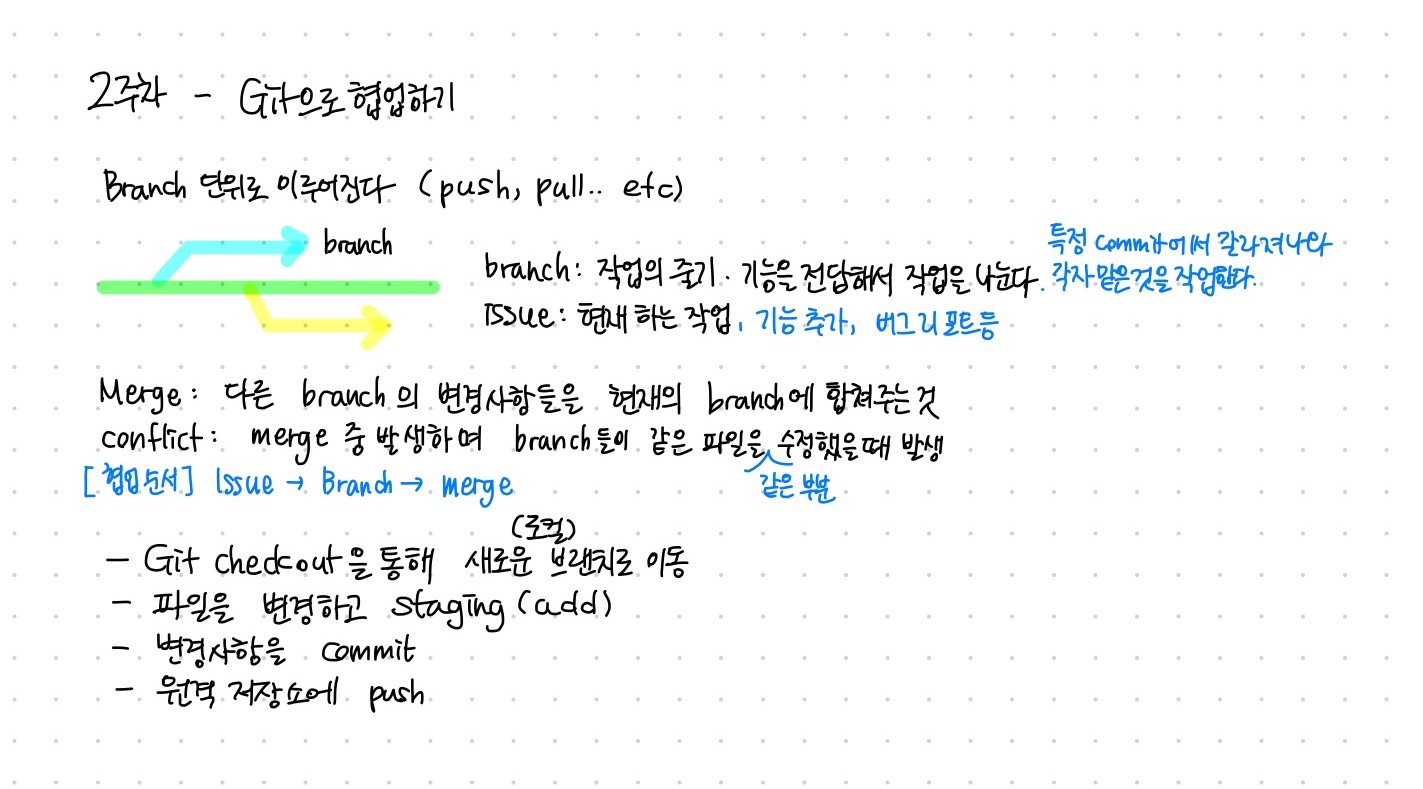 2주차 - Git으로 협업하기
Branch 단위로 이루어진다 (push, pull.. etc)
branch
branch : 작업의 줄기. 기능을 전담해서 작업을 나눈다.
특정 commit에서 갈라져나와
각자 맡은것을 작업한다.
Issue : 현재 하는 작업, 기능 추가, 버그 리포트 등
Merge : 다른 branch의 변경사항들을 현재의 branch에 합쳐주는 것
conflict : merge 중 발생하며 branch들이 같은 파일을 수정했을때 발생
같은 부분
[협업순서] Issue → Branch → merge
(로컬)
- Git checkout을 통해 새로운 브랜치로 이동
- 파일을 변경하고 staging (add)
- 변경사항을 commit
- 원격 저장소에 push